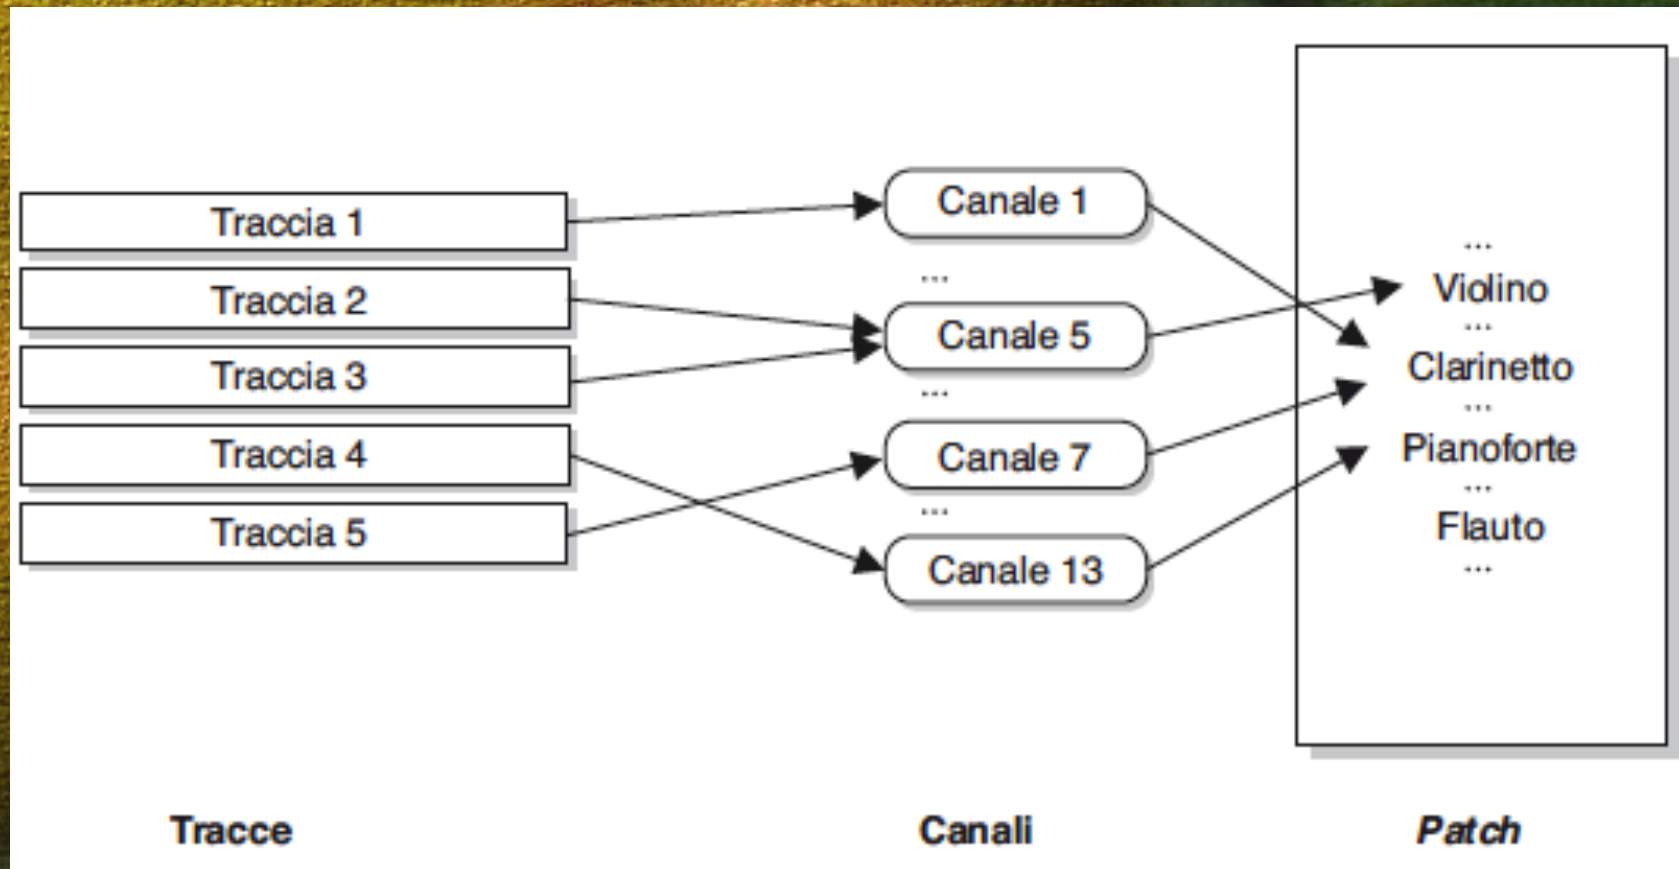 Traccia 1
Traccia 2
Traccia 3
Traccia 4
Traccia 5
Canale 1
...
Canale 5
...
Canale 7
...
Canale 13
...
Violino
...
Clarinetto
...
Pianoforte
...
Flauto
...
Tracce
Canali
Patch